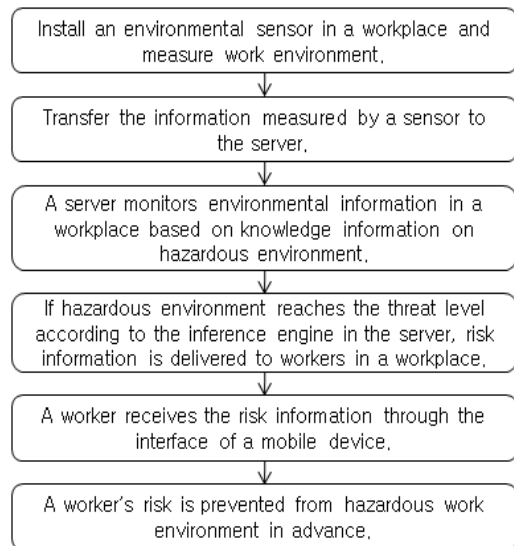 Install an environmental sensor in a workplace and
measure work environment.
Transfer the information measured by a sensor to
the server.
A server monitors environmental information in a
workplace based on knowledge information on
hazardous environment.
If hazardous environment reaches the threat level
according to the inference engine in the server, risk
information is delivered to workers in a workplace.
A worker receives the risk information through the
interface of a mobile device.
A worker's risk is prevented from hazardous work
environment in advance.